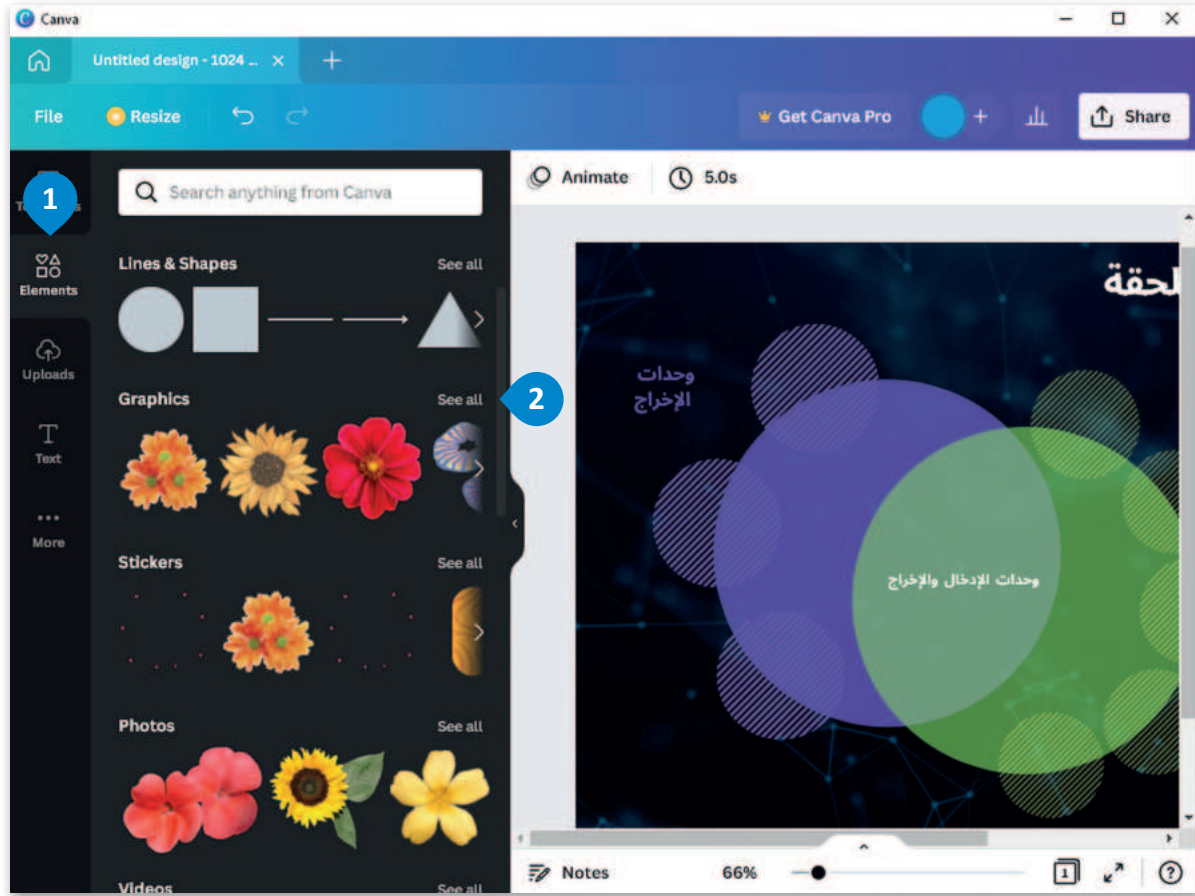 Canva
Untitled design - 1024 ...
File
Resize
Get Canva Pro
Share
1
Elements
Uploads
Text
More
Search anything from Canva
Lines & Shapes
See all
Graphics
See all
2
Stickers
See all
Photos
See all
Videos
See all
Animate
5.0s
وحدات
الإخراج
وحدات الإدخال والإخراج
Notes
66%
1